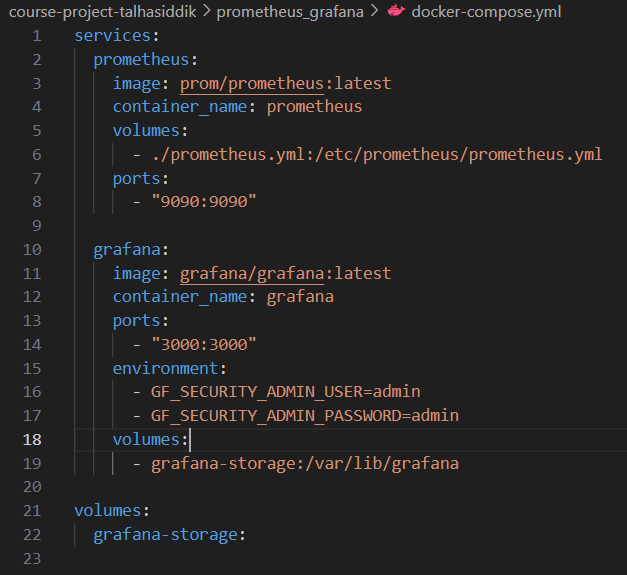 course-project-talhasiddik > prometheus_grafana > docker-compose.yml
1 services:
2   prometheus:
3     image: prom/prometheus:latest
4     container_name: prometheus
5     volumes:
6       - ./prometheus.yml:/etc/prometheus/prometheus.yml
7     ports:
8       - "9090:9090"
9
10   grafana:
11     image: grafana/grafana:latest
12     container_name: grafana
13     ports:
14       - "3000:3000"
15     environment:
16       - GF_SECURITY_ADMIN_USER=admin
17       - GF_SECURITY_ADMIN_PASSWORD=admin
18     volumes:
19       - grafana-storage:/var/lib/grafana
20
21 volumes:
22   grafana-storage:
23